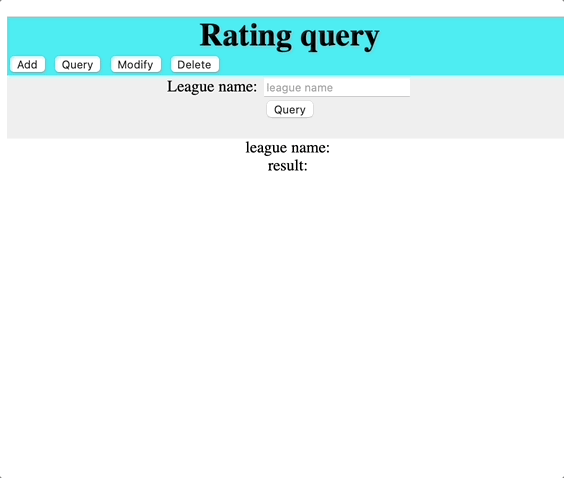 Rating query
Add Query Modify Delete
League name: league name
Query
league name:
result: